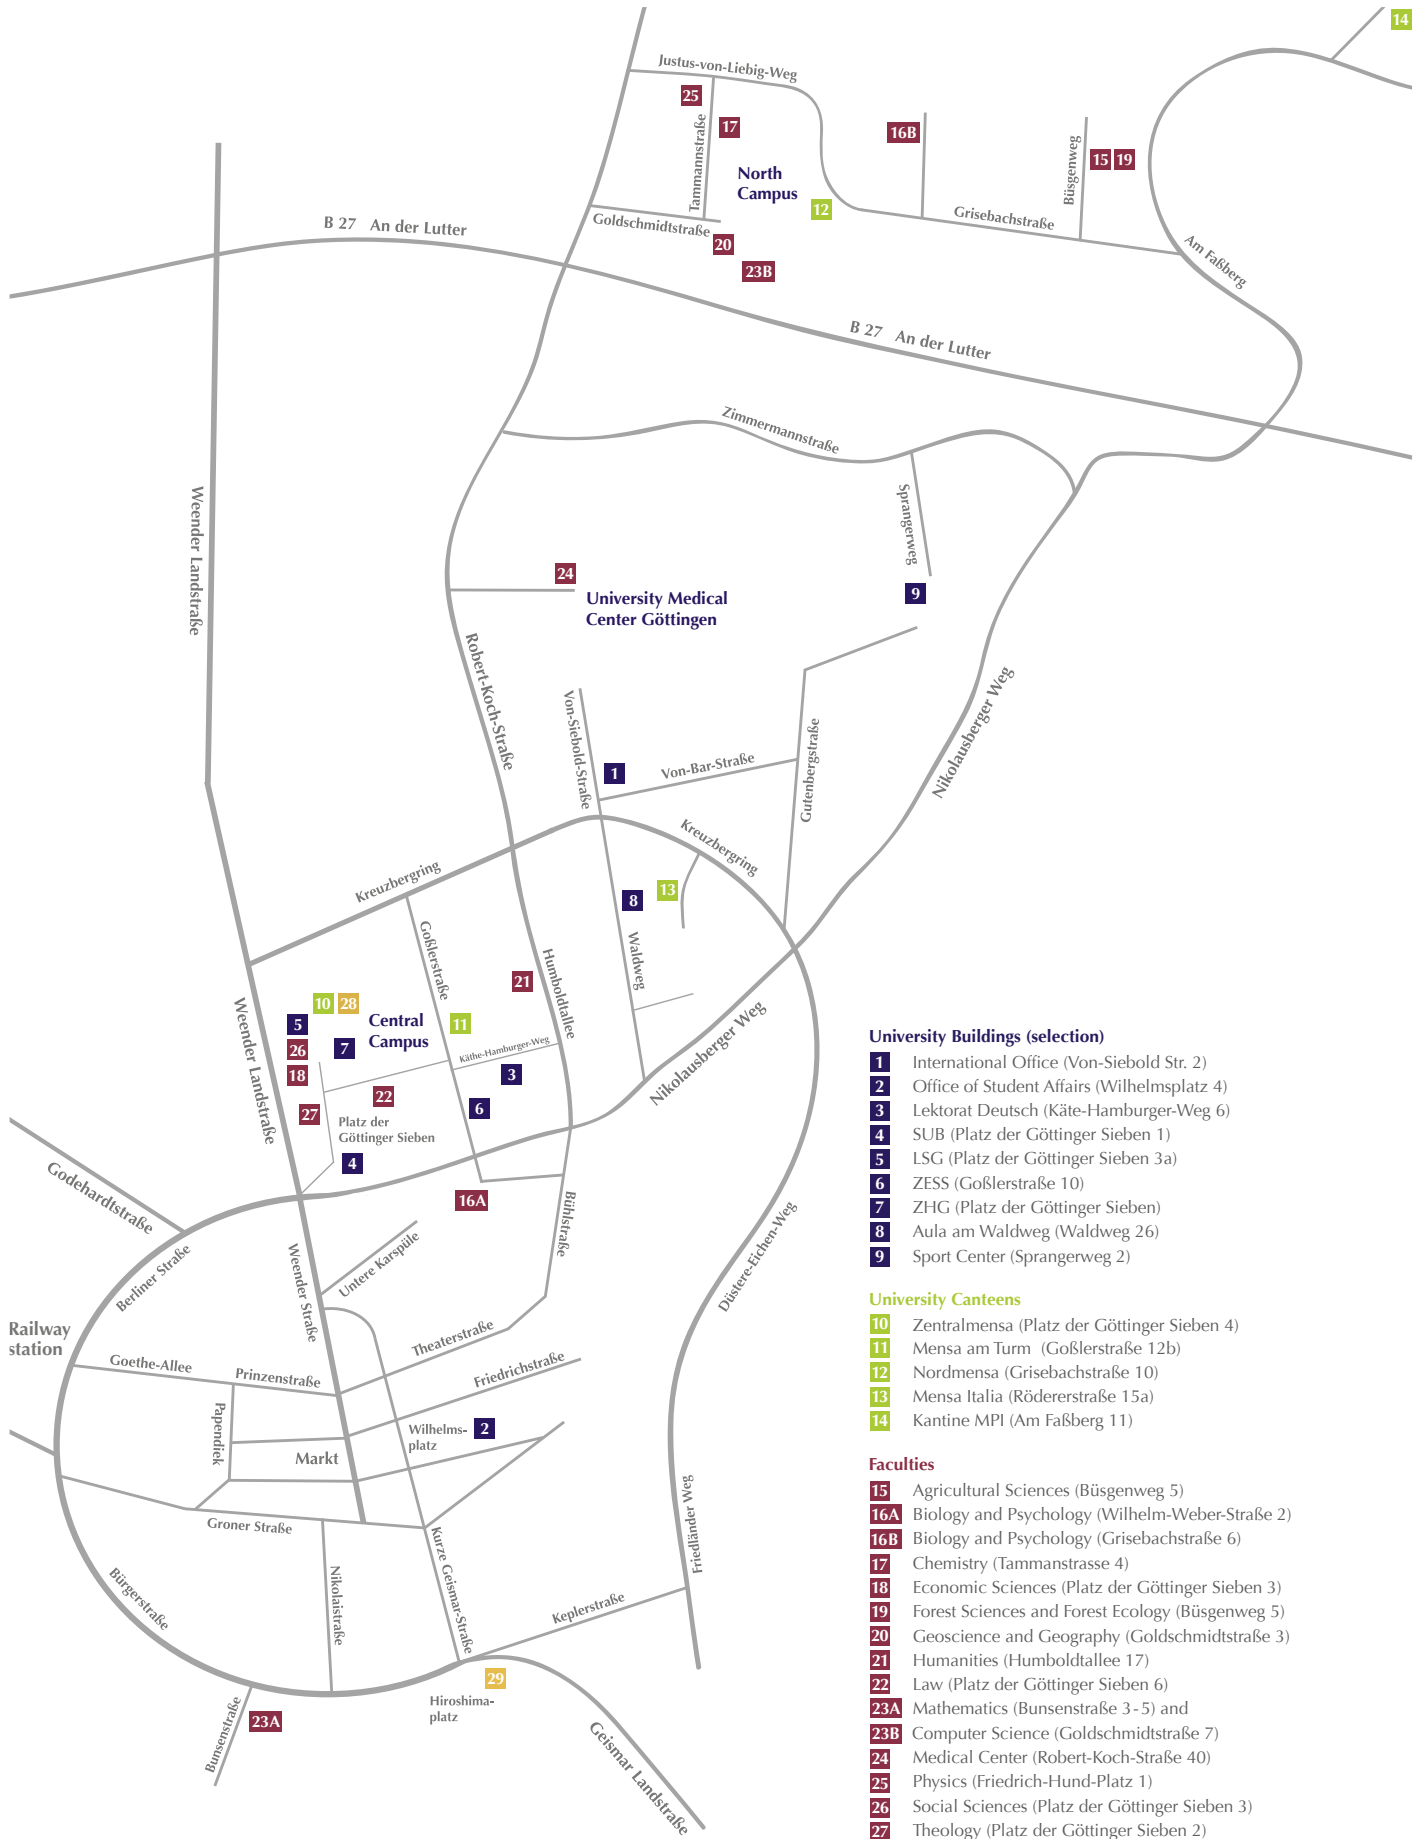 14
Justus-von-Liebig-Weg
25
Tammannstraße
17
16B
Büsgenweg
15
19
North
Campus
12
Goldschmidtstraße
Grisebachstraße
20
23B
Am Faßberg
B 27 An der Lutter
B 27 An der Lutter
Zimmermannstraße
Weender Landstraße
Sprangerweg
24
University Medical
Center Göttingen
9
Robert-Koch-Straße
Von-Siebold-Straße
1
Von-Bar-Straße
Gutenbergstraße
Nikolausberger Weg
Kreuzbergring
Kreuzbergring
8
13
Goßlerstraße
Humboldtallee
Waldweg
21
10
28
5
Central
Campus
11
26
7
Käthe-Hamburger-Weg
18
3
Weender Landstraße
22
27
6
Nikolausberger Weg
Platz der
Göttinger Sieben
4
16A
Godehardtstraße
Bühlstraße
Düstere-Eichen-Weg
Berliner Straße
Weender Straße
Untere Karspüle
Railway
station
Theaterstraße
Goethe-Allee
Prinzenstraße
Friedrichstraße
Papendiek
Wilhelms-
platz
2
Markt
Groner Straße
Friedländer Weg
Kurze Geismar-Straße
Bürgerstraße
Nikolaistraße
Keplerstraße
29
Hiroshima-
platz
Bunsenstraße
23A
Geismar Landstraße
University Buildings (selection)
1 International Office (Von-Siebold Str. 2)
2 Office of Student Affairs (Wilhelmsplatz 4)
3 Lektorat Deutsch (Käte-Hamburger-Weg 6)
4 SUB (Platz der Göttinger Sieben 1)
5 LSG (Platz der Göttinger Sieben 3a)
6 ZESS (Goßlerstraße 10)
7 ZHG (Platz der Göttinger Sieben)
8 Aula am Waldweg (Waldweg 26)
9 Sport Center (Sprangerweg 2)
University Canteens
10 Zentralmensa (Platz der Göttinger Sieben 4)
11 Mensa am Turm (Goßlerstraße 12b)
12 Nordmensa (Grisebachstraße 10)
13 Mensa Italia (Rödererstraße 15a)
14 Kantine MPI (Am Faßberg 11)
Faculties
15 Agricultural Sciences (Büsgenweg 5)
16A Biology and Psychology (Wilhelm-Weber-Straße 2)
16B Biology and Psychology (Grisebachstraße 6)
17 Chemistry (Tammanstrasse 4)
18 Economic Sciences (Platz der Göttinger Sieben 3)
19 Forest Sciences and Forest Ecology (Büsgenweg 5)
20 Geoscience and Geography (Goldschmidtstraße 3)
21 Humanities (Humboldtallee 17)
22 Law (Platz der Göttinger Sieben 6)
23A Mathematics (Bunsenstraße 3-5) and
23B Computer Science (Goldschmidtstraße 7)
24 Medical Center (Robert-Koch-Straße 40)
25 Physics (Friedrich-Hund-Platz 1)
26 Social Sciences (Platz der Göttinger Sieben 3)
27 Theology (Platz der Göttinger Sieben 2)